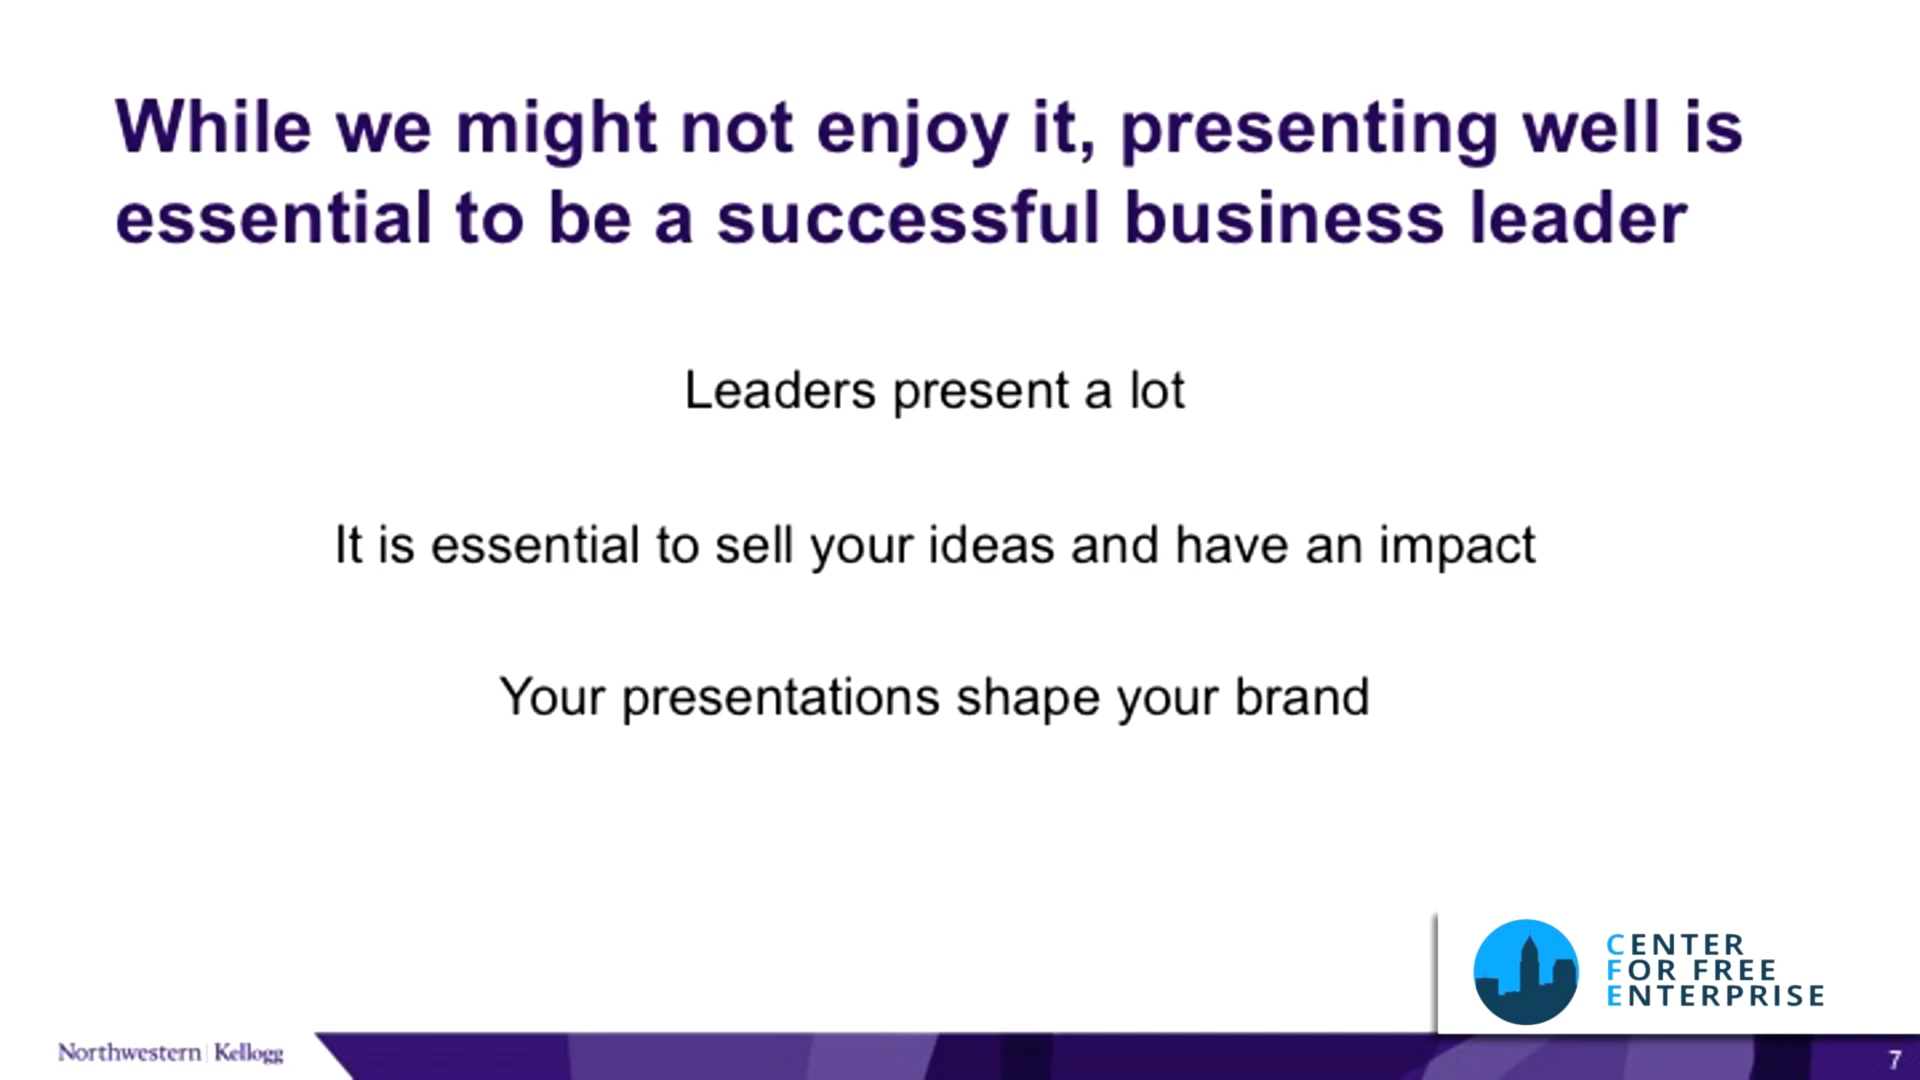 While we might not enjoy it, presenting well is
essential to be a successful business leader
Leaders present a lot
It is essential to sell your ideas and have an impact
Your presentations shape your brand
CENTER
FOR FREE
ENTERPRISE
Northwestern | Kellogg
7